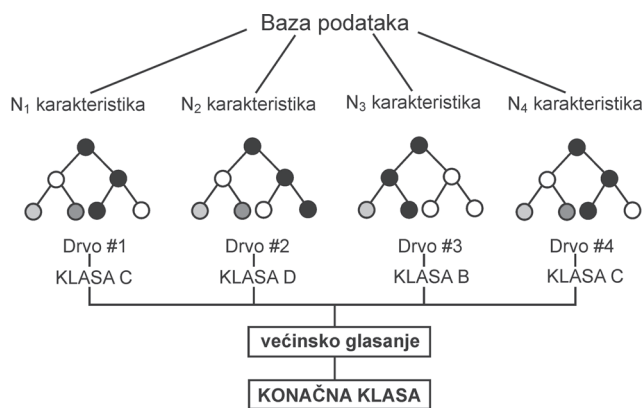 Baza podataka
N₁ karakteristika N₂ karakteristika N₃ karakteristika N₄ karakteristika
Drvo #1 Drvo #2 Drvo #3 Drvo #4
KLASA C KLASA D KLASA B KLASA C
većinsko glasanje
KONAČNA KLASA